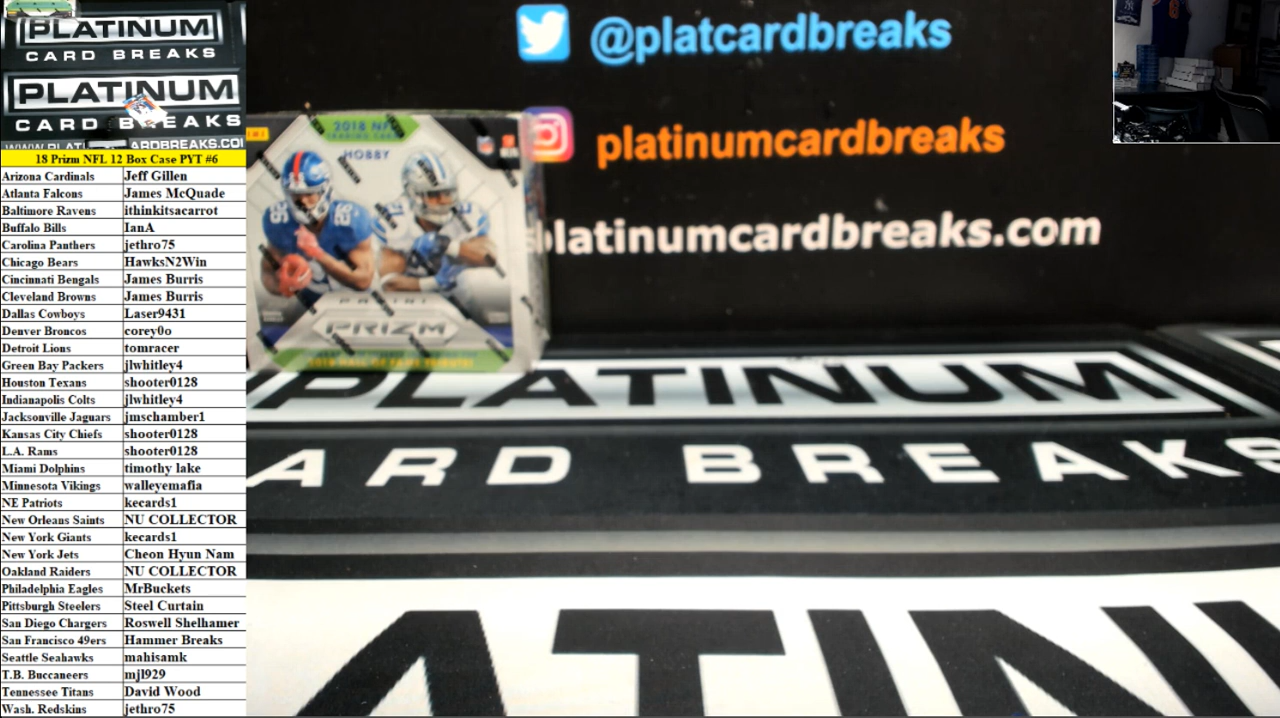 PLATINUM
CARD BREAKS
PLATINUM
CARD BREAKS
18 Prizm NFL 12 Box Case PYT #6
Arizona Cardinals Jeff Gillen
Atlanta Falcons James McQuade
Baltimore Ravens ithinkitsacarrot
Buffalo Bills IanA
Carolina Panthers jethro75
Chicago Bears HawksN2Win
Cincinnati Bengals James Burris
Cleveland Browns James Burris
Dallas Cowboys Laser9431
Denver Broncos corey0o
Detroit Lions tomracer
Green Bay Packers jlwhitley4
Houston Texans shooter0128
Indianapolis Colts jlwhitley4
Jacksonville Jaguars jmschamber1
Kansas City Chiefs shooter0128
L.A. Rams shooter0128
Miami Dolphins timothy lake
Minnesota Vikings walleyemafia
NE Patriots kecards1
New Orleans Saints NU COLLECTOR
New York Giants kecards1
New York Jets Cheon Hyun Nam
Oakland Raiders NU COLLECTOR
Philadelphia Eagles MrBuckets
Pittsburgh Steelers Steel Curtain
San Diego Chargers Roswell Shelhamer
San Francisco 49ers Hammer Breaks
Seattle Seahawks mahisamk
T.B. Buccaneers mjl929
Tennessee Titans David Wood
Wash. Redskins jethro75
@platcardbreaks
platinumcardbreaks
latinumcardbreaks.com
2018 NFL
TRADING CARDS
HOBBY
PANINI
PRIZM
PLATINUM
CARD BREAKS
ATIN